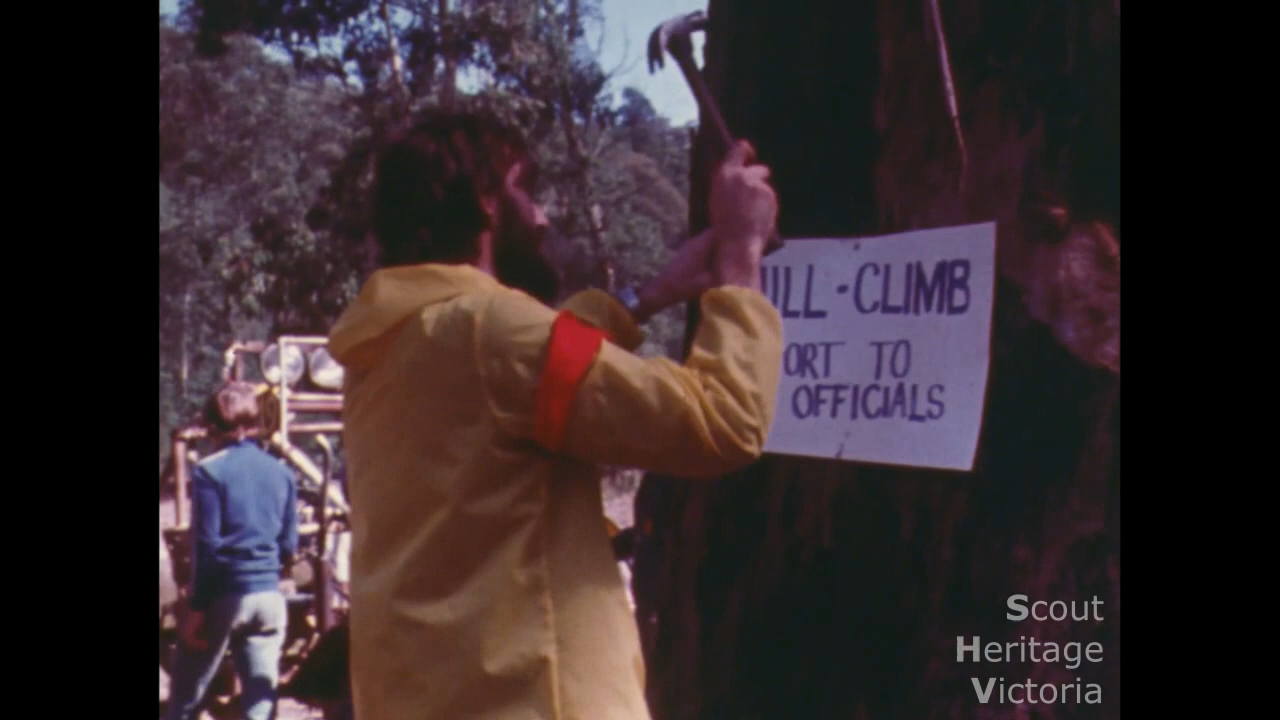 ILL-CLIMB
ORT TO
OFFICIALS
Scout
Heritage
Victoria